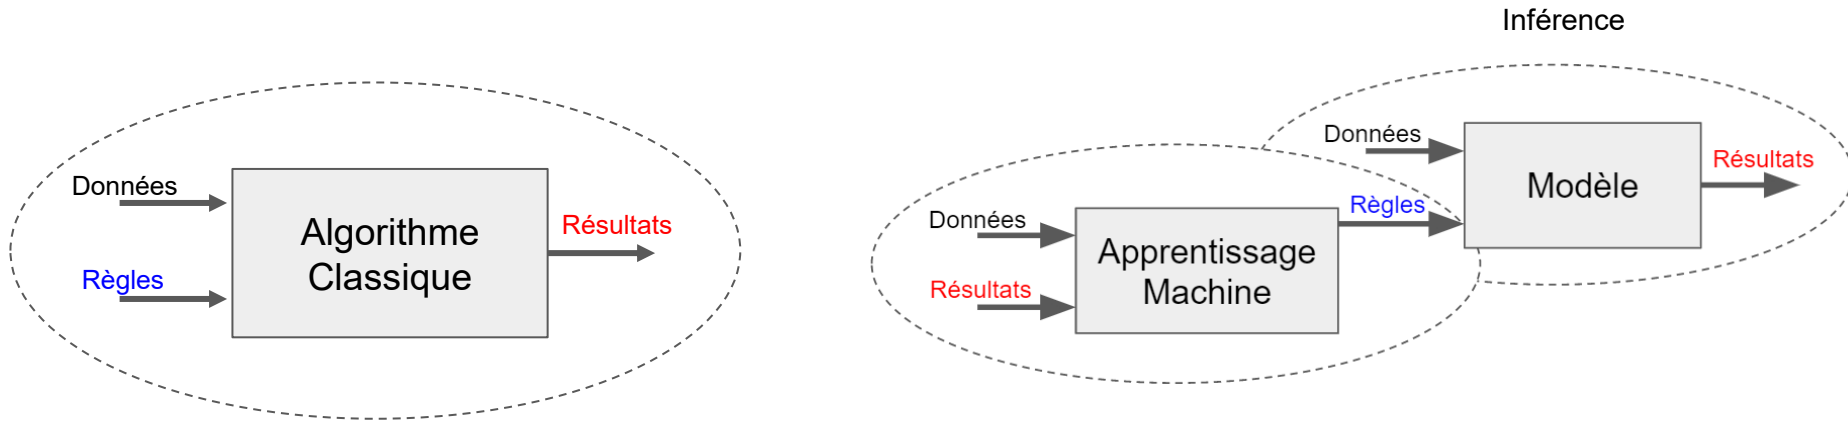 Données
Règles
Algorithme
Classique
Résultats
Données
Résultats
Apprentissage
Machine
Règles
Inférence
Données
Modèle
Résultats